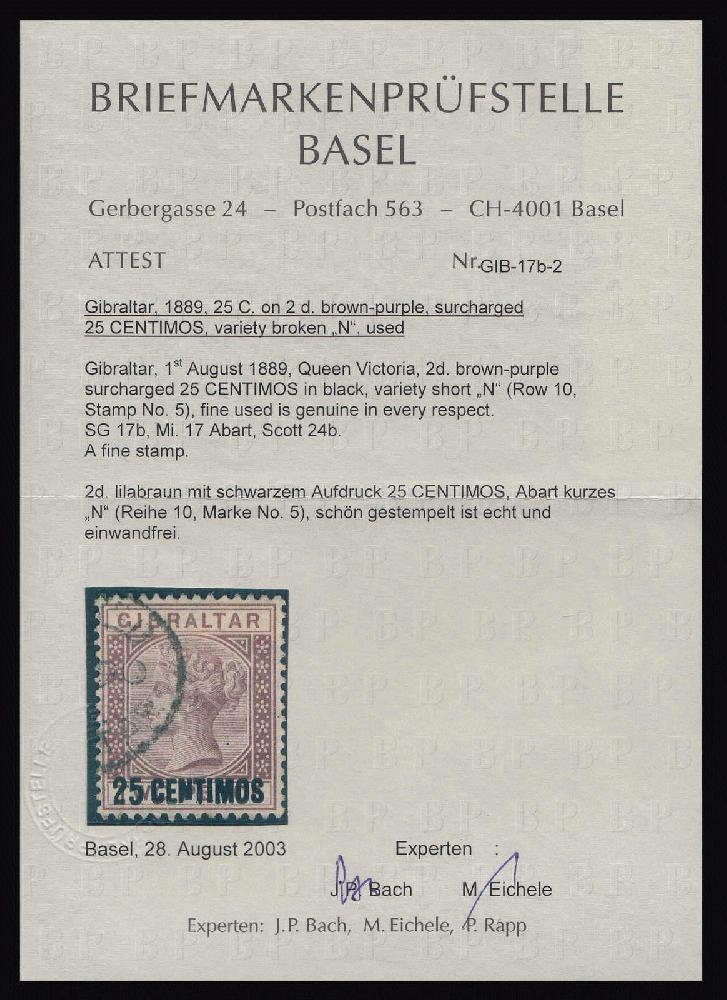 BRIEFMARKENPRÜFSTELLE
BASEL
Gerbergasse 24 – Postfach 563 – CH-4001 Basel
ATTEST Nr. GIB-17b-2
Gibraltar, 1889, 25 C. on 2 d. brown-purple, surcharged
25 CENTIMOS, variety broken „N“, used
Gibraltar, 1st August 1889, Queen Victoria, 2d. brown-purple
surcharged 25 CENTIMOS in black, variety short „N“ (Row 10,
Stamp No. 5), fine used is genuine in every respect.
SG 17b, Mi. 17 Abart, Scott 24b.
A fine stamp.
2d. lilabraun mit schwarzem Aufdruck 25 CENTIMOS, Abart kurzes
„N“ (Reihe 10, Marke No. 5), schön gestempelt ist echt und
einwandfrei.
GIBRALTAR
25 CENTIMOS
Basel, 28. August 2003 Experten :
J.P. Bach M. Eichele
Experten: J.P. Bach, M. Eichele, P. Rapp